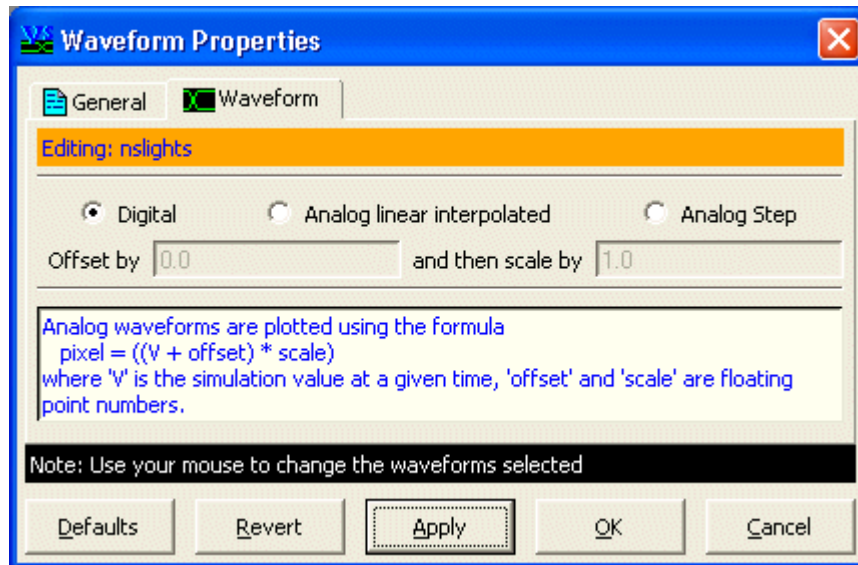 Waveform Properties
General Waveform
Editing: nslights
Digital Analog linear interpolated Analog Step
Offset by 0.0 and then scale by 1.0
Analog waveforms are plotted using the formula
pixel = ((V + offset) * scale)
where 'V' is the simulation value at a given time, 'offset' and 'scale' are floating
point numbers.
Note: Use your mouse to change the waveforms selected
Defaults Revert Apply OK Cancel